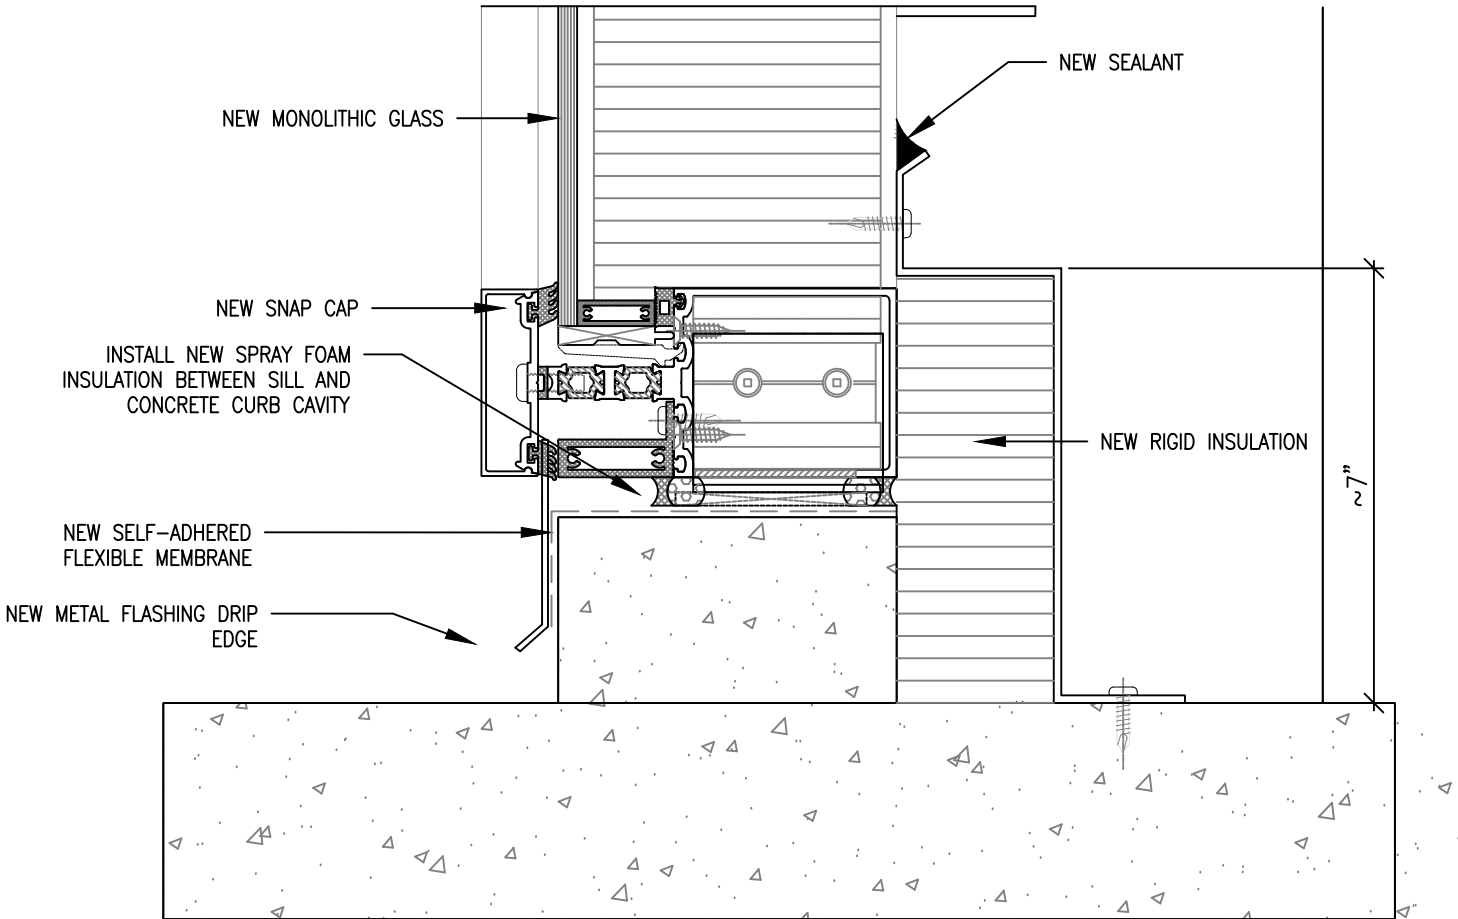 NEW SEALANT
NEW MONOLITHIC GLASS
NEW SNAP CAP
INSTALL NEW SPRAY FOAM
INSULATION BETWEEN SILL AND
CONCRETE CURB CAVITY
NEW RIGID INSULATION
~7"
NEW SELF-ADHERED
FLEXIBLE MEMBRANE
NEW METAL FLASHING DRIP
EDGE